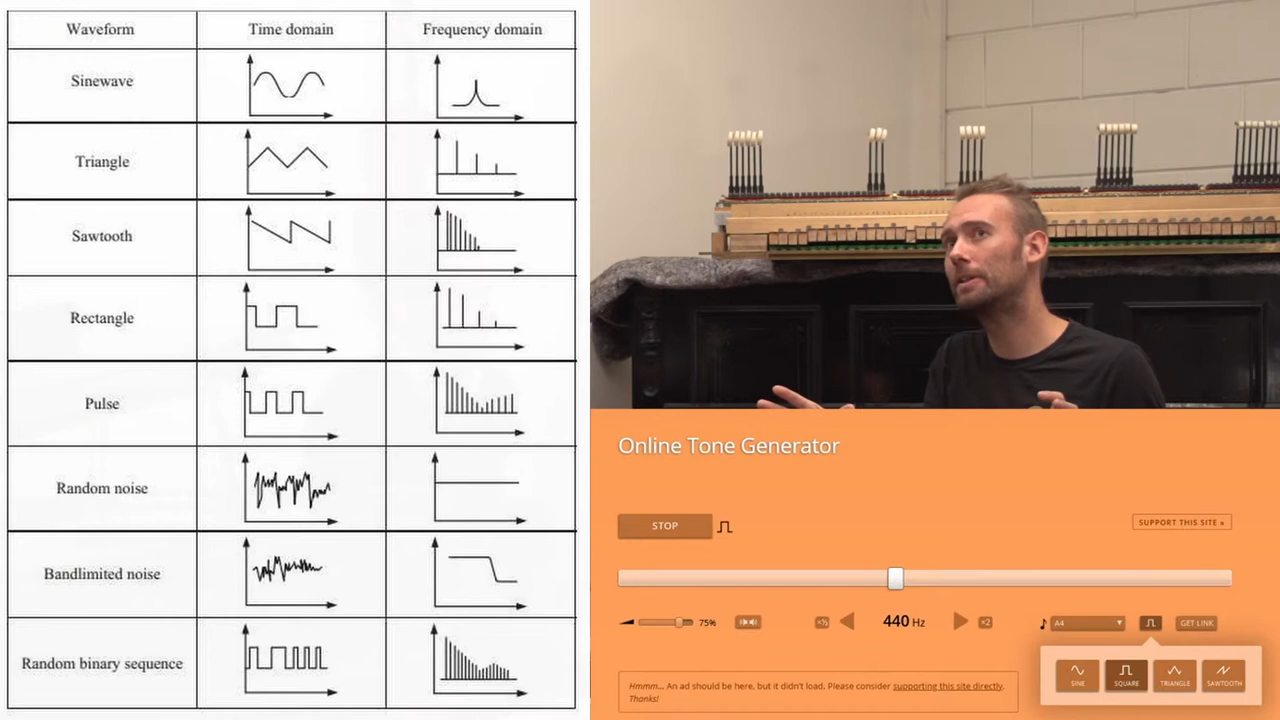 Waveform Time domain Frequency domain
Sinewave
Triangle
Sawtooth
Rectangle
Pulse
Random noise
Bandlimited noise
Random binary sequence
Online Tone Generator
STOP
SUPPORT THIS SITE »
75%
×½
440 Hz
×2
A4
GET LINK
SINE SQUARE TRIANGLE SAWTOOTH
Hmmm... An ad should be here, but it didn't load. Please consider supporting this site directly.
Thanks!